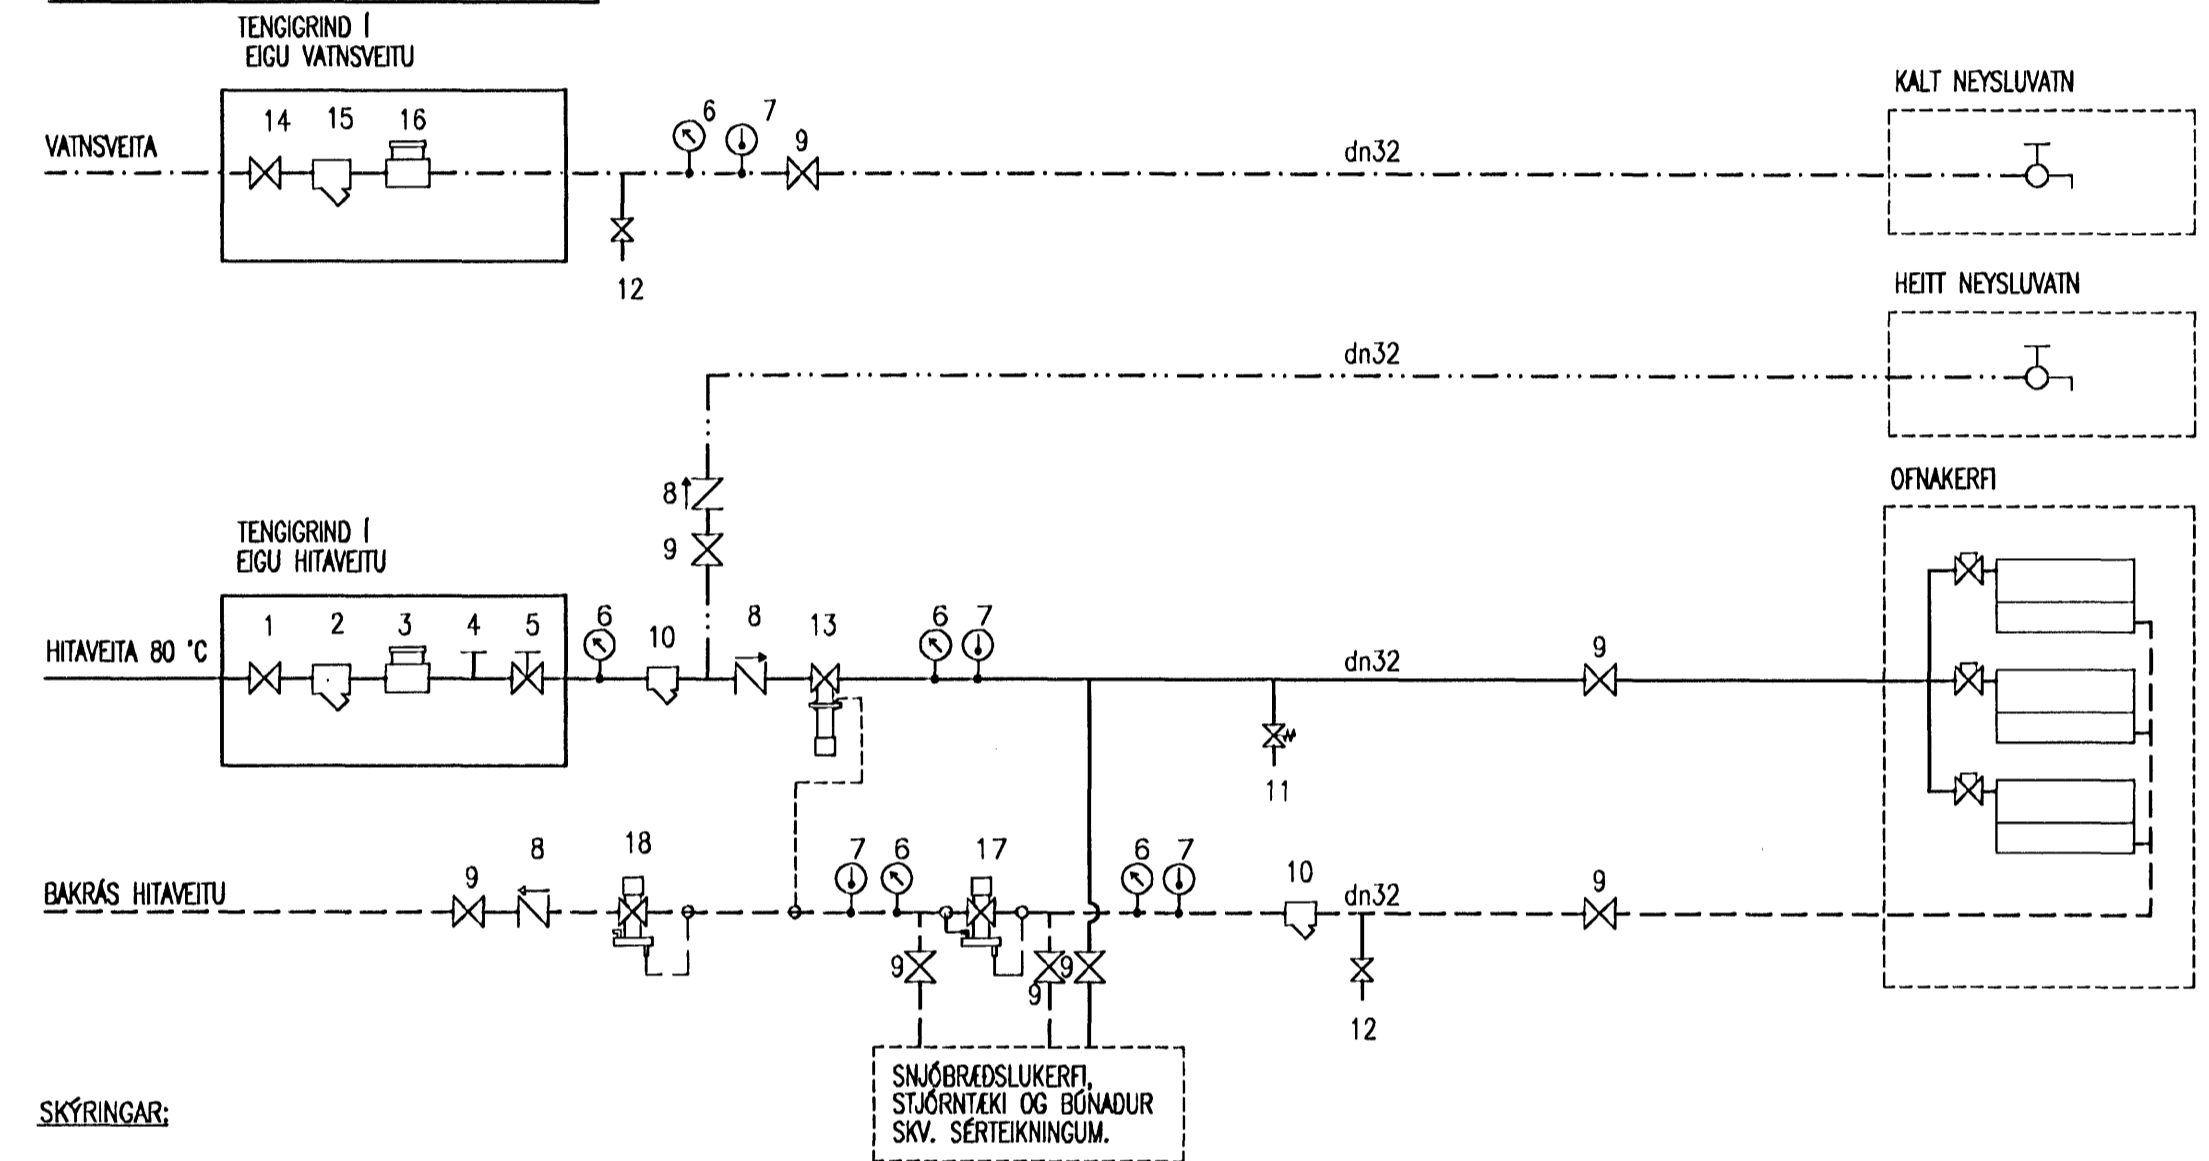 TENGIGRIND Í
EIGU VATNSVEITU
KALT NEYSLUVATN
14 15 16
6 7
9
VATNSVEITA
dn32
12
HEITT NEYSLUVATN
dn32
8
9
OFNAKERFI
TENGIGRIND Í
EIGU HITAVEITU
1 2 3 4 5
6 10 8 13 6 7
9
HITAVEITA 80 °C
dn32
11
18 7 6 17 6 7
9 8
10
9
BAKRÁS HITAVEITU
dn32
9 9
9
12
SNJÓBRÆDSLUKERFI,
STJÓRNTÆKI OG BÚNADUR
SKV. SÉRTEIKNINGUM.
SKÝRINGAR: